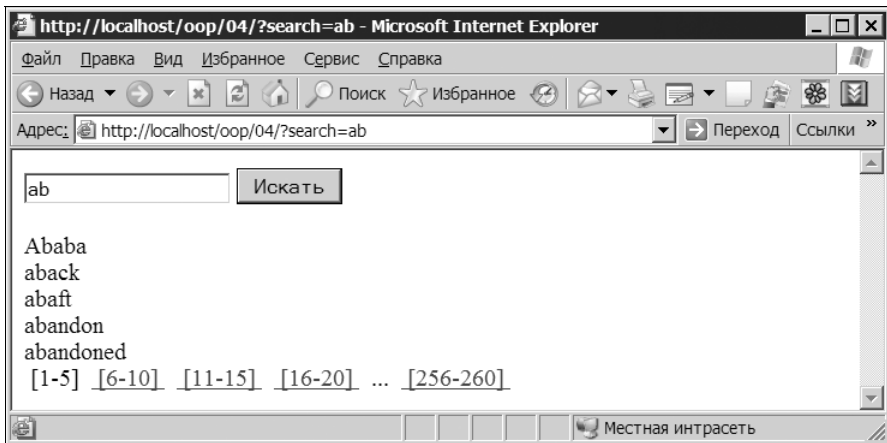 http://localhost/oop/04/?search=ab - Microsoft Internet Explorer
Файл Правка Вид Избранное Сервис Справка
Назад Поиск Избранное
Адрес: http://localhost/oop/04/?search=ab Переход Ссылки »
ab Искать
Ababa
aback
abaft
abandon
abandoned
[1-5] [6-10] [11-15] [16-20] ... [256-260]
Местная интрасеть